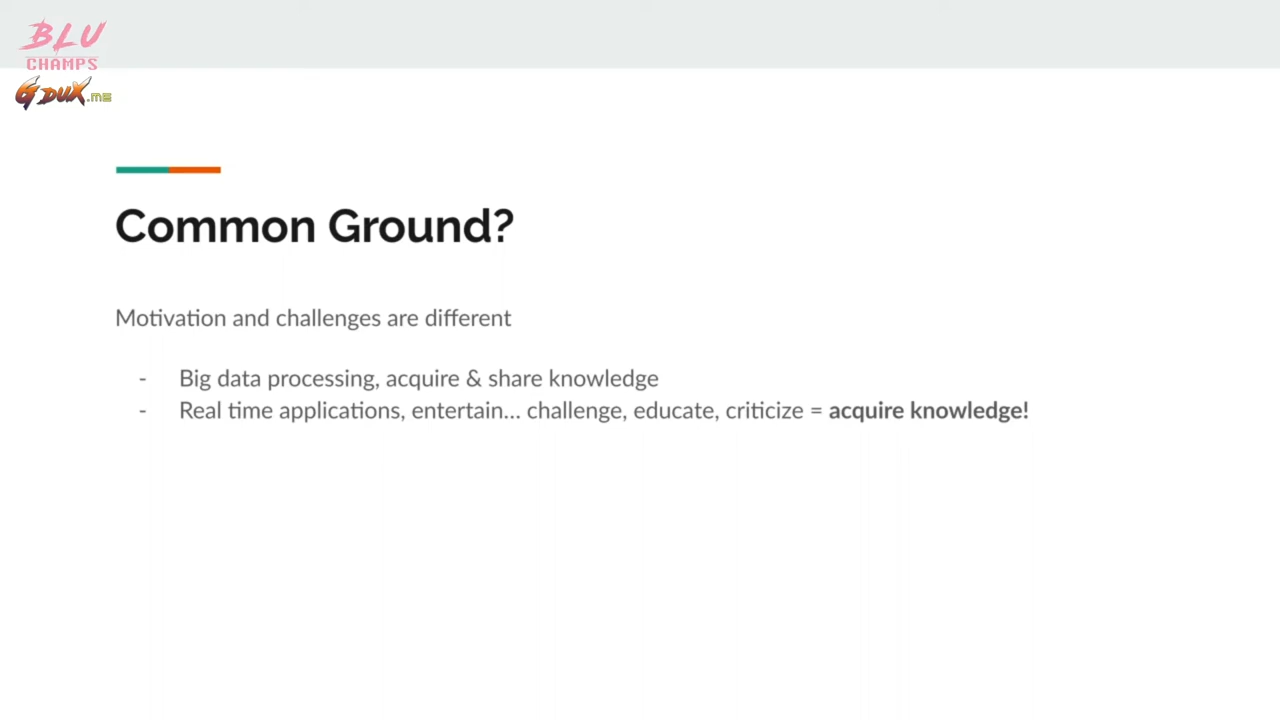 BLU
CHAMPS
G DUX.ME
Common Ground?
Motivation and challenges are different
- Big data processing, acquire & share knowledge
- Real time applications, entertain... challenge, educate, criticize = acquire knowledge!